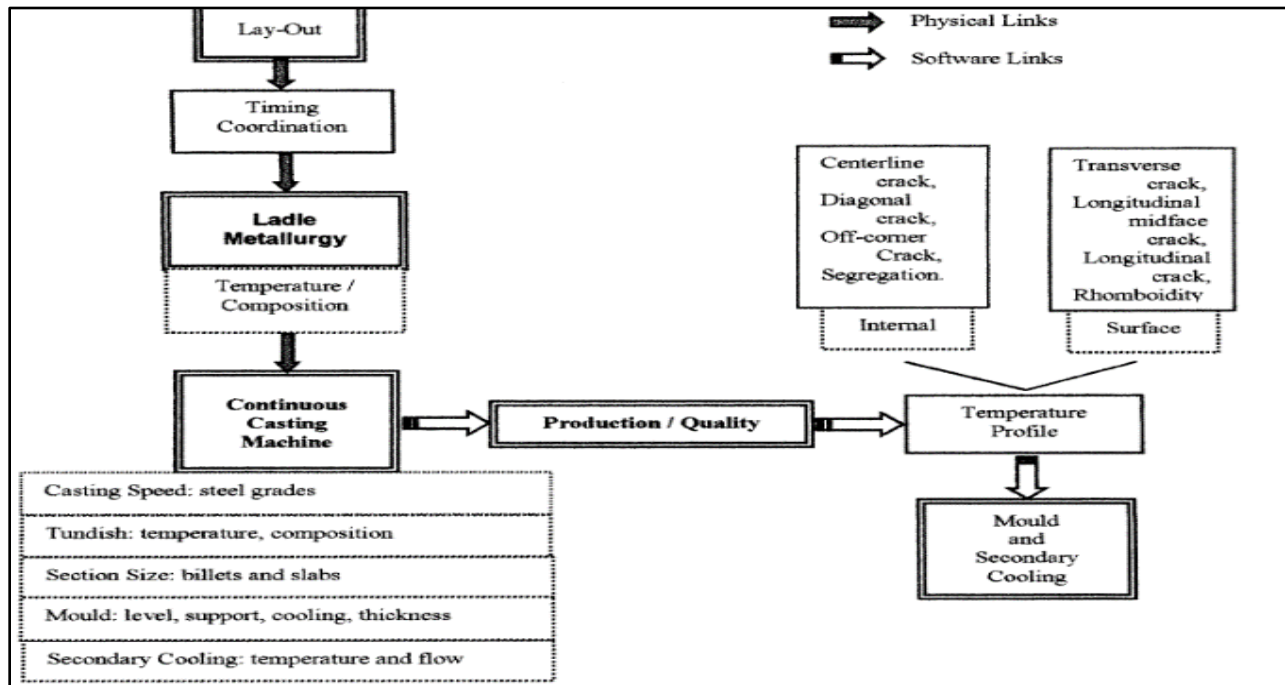 Lay-Out
Physical Links
Software Links
Timing
Coordination
Ladle
Metallurgy
Temperature /
Composition
Centerline
crack,
Diagonal
crack,
Off-corner
Crack,
Segregation.
Internal
Transverse
crack,
Longitudinal
midface
crack,
Longitudinal
crack,
Rhomboidity
Surface
Continuous
Casting
Machine
Production / Quality
Temperature
Profile
Mould
and
Secondary
Cooling
Casting Speed: steel grades
Tundish: temperature, composition
Section Size: billets and slabs
Mould: level, support, cooling, thickness
Secondary Cooling: temperature and flow